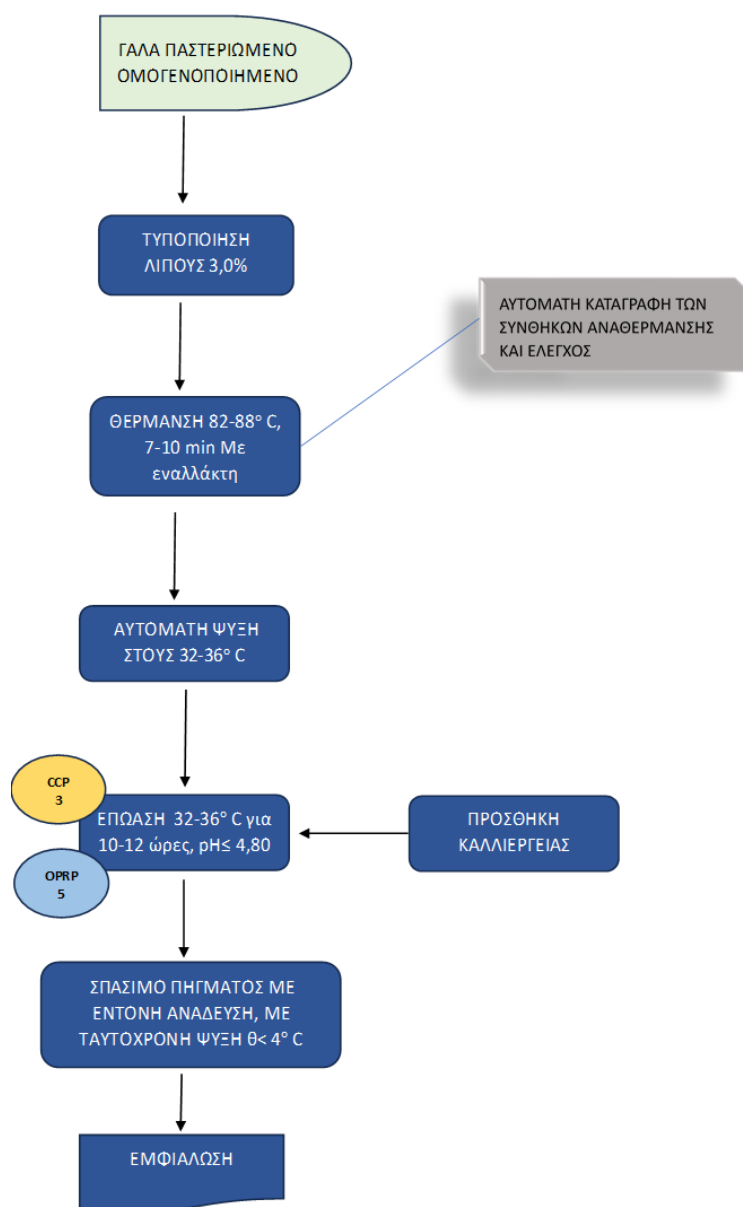 ΓΑΛΑ ΠΑΣΤΕΡΙΩΜΕΝΟ
ΟΜΟΓΕΝΟΠΟΙΗΜΕΝΟ
ΤΥΠΟΠΟΙΗΣΗ
ΛΙΠΟΥΣ 3,0%
ΑΥΤΟΜΑΤΗ ΚΑΤΑΓΡΑΦΗ ΤΩΝ
ΣΥΝΘΗΚΩΝ ΑΝΑΘΕΡΜΑΝΣΗΣ
ΚΑΙ ΕΛΕΓΧΟΣ
ΘΕΡΜΑΝΣΗ 82-88° C,
7-10 min Με
εναλλάκτη
ΑΥΤΟΜΑΤΗ ΨΥΞΗ
ΣΤΟΥΣ 32-36° C
CCP
3
ΕΠΩΑΣΗ 32-36° C για
10-12 ώρες, pH≤ 4,80
OPRP
5
ΠΡΟΣΘΗΚΗ
ΚΑΛΛΙΕΡΓΕΙΑΣ
ΣΠΑΣΙΜΟ ΠΗΓΜΑΤΟΣ ΜΕ
ΕΝΤΟΝΗ ΑΝΑΔΕΥΣΗ, ΜΕ
ΤΑΥΤΟΧΡΟΝΗ ΨΥΞΗ θ< 4° C
ΕΜΦΙΑΛΩΣΗ